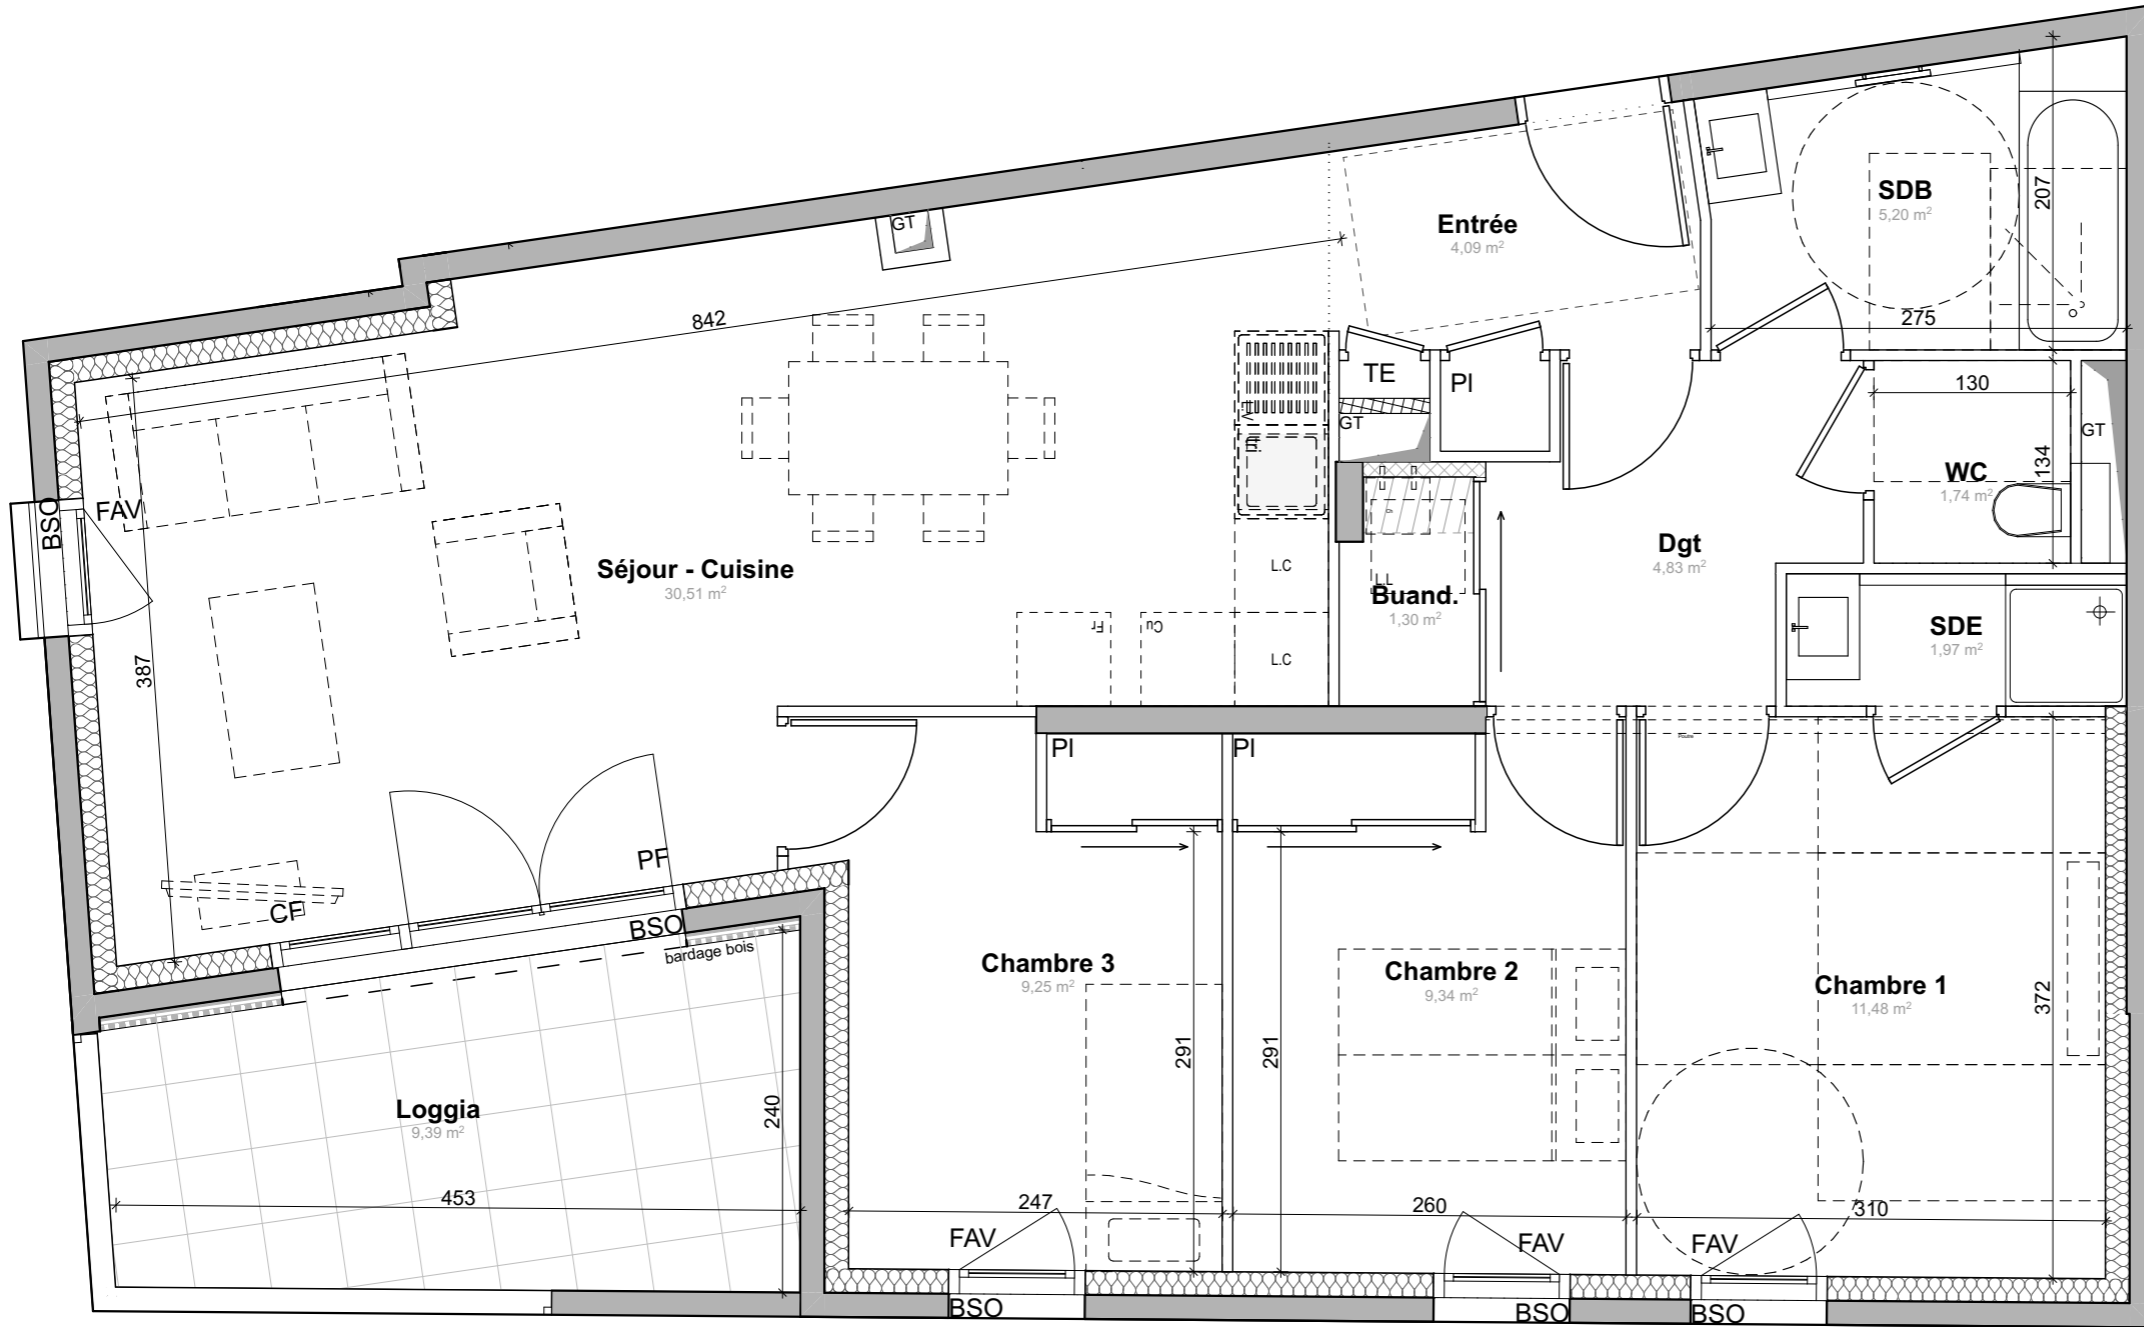 SDB
5,20 m²
207
GT
Entrée
4,09 m²
842
275
TE
PI
130
GT
GT
134
WC
1,74 m²
FAV
BSO
L.V
Séjour - Cuisine
30,51 m²
L.C
Dgt
4,83 m²
L.L
Buand.
1,30 m²
Fr
Cu
L.C
SDE
1,97 m²
387
PI
PI
Poutre
PF
CF
BSO
bardage bois
Chambre 3
9,25 m²
Chambre 2
9,34 m²
Chambre 1
11,48 m²
372
291
291
Loggia
9,39 m²
240
453
247
260
310
FAV
FAV
FAV
BSO
BSO
BSO